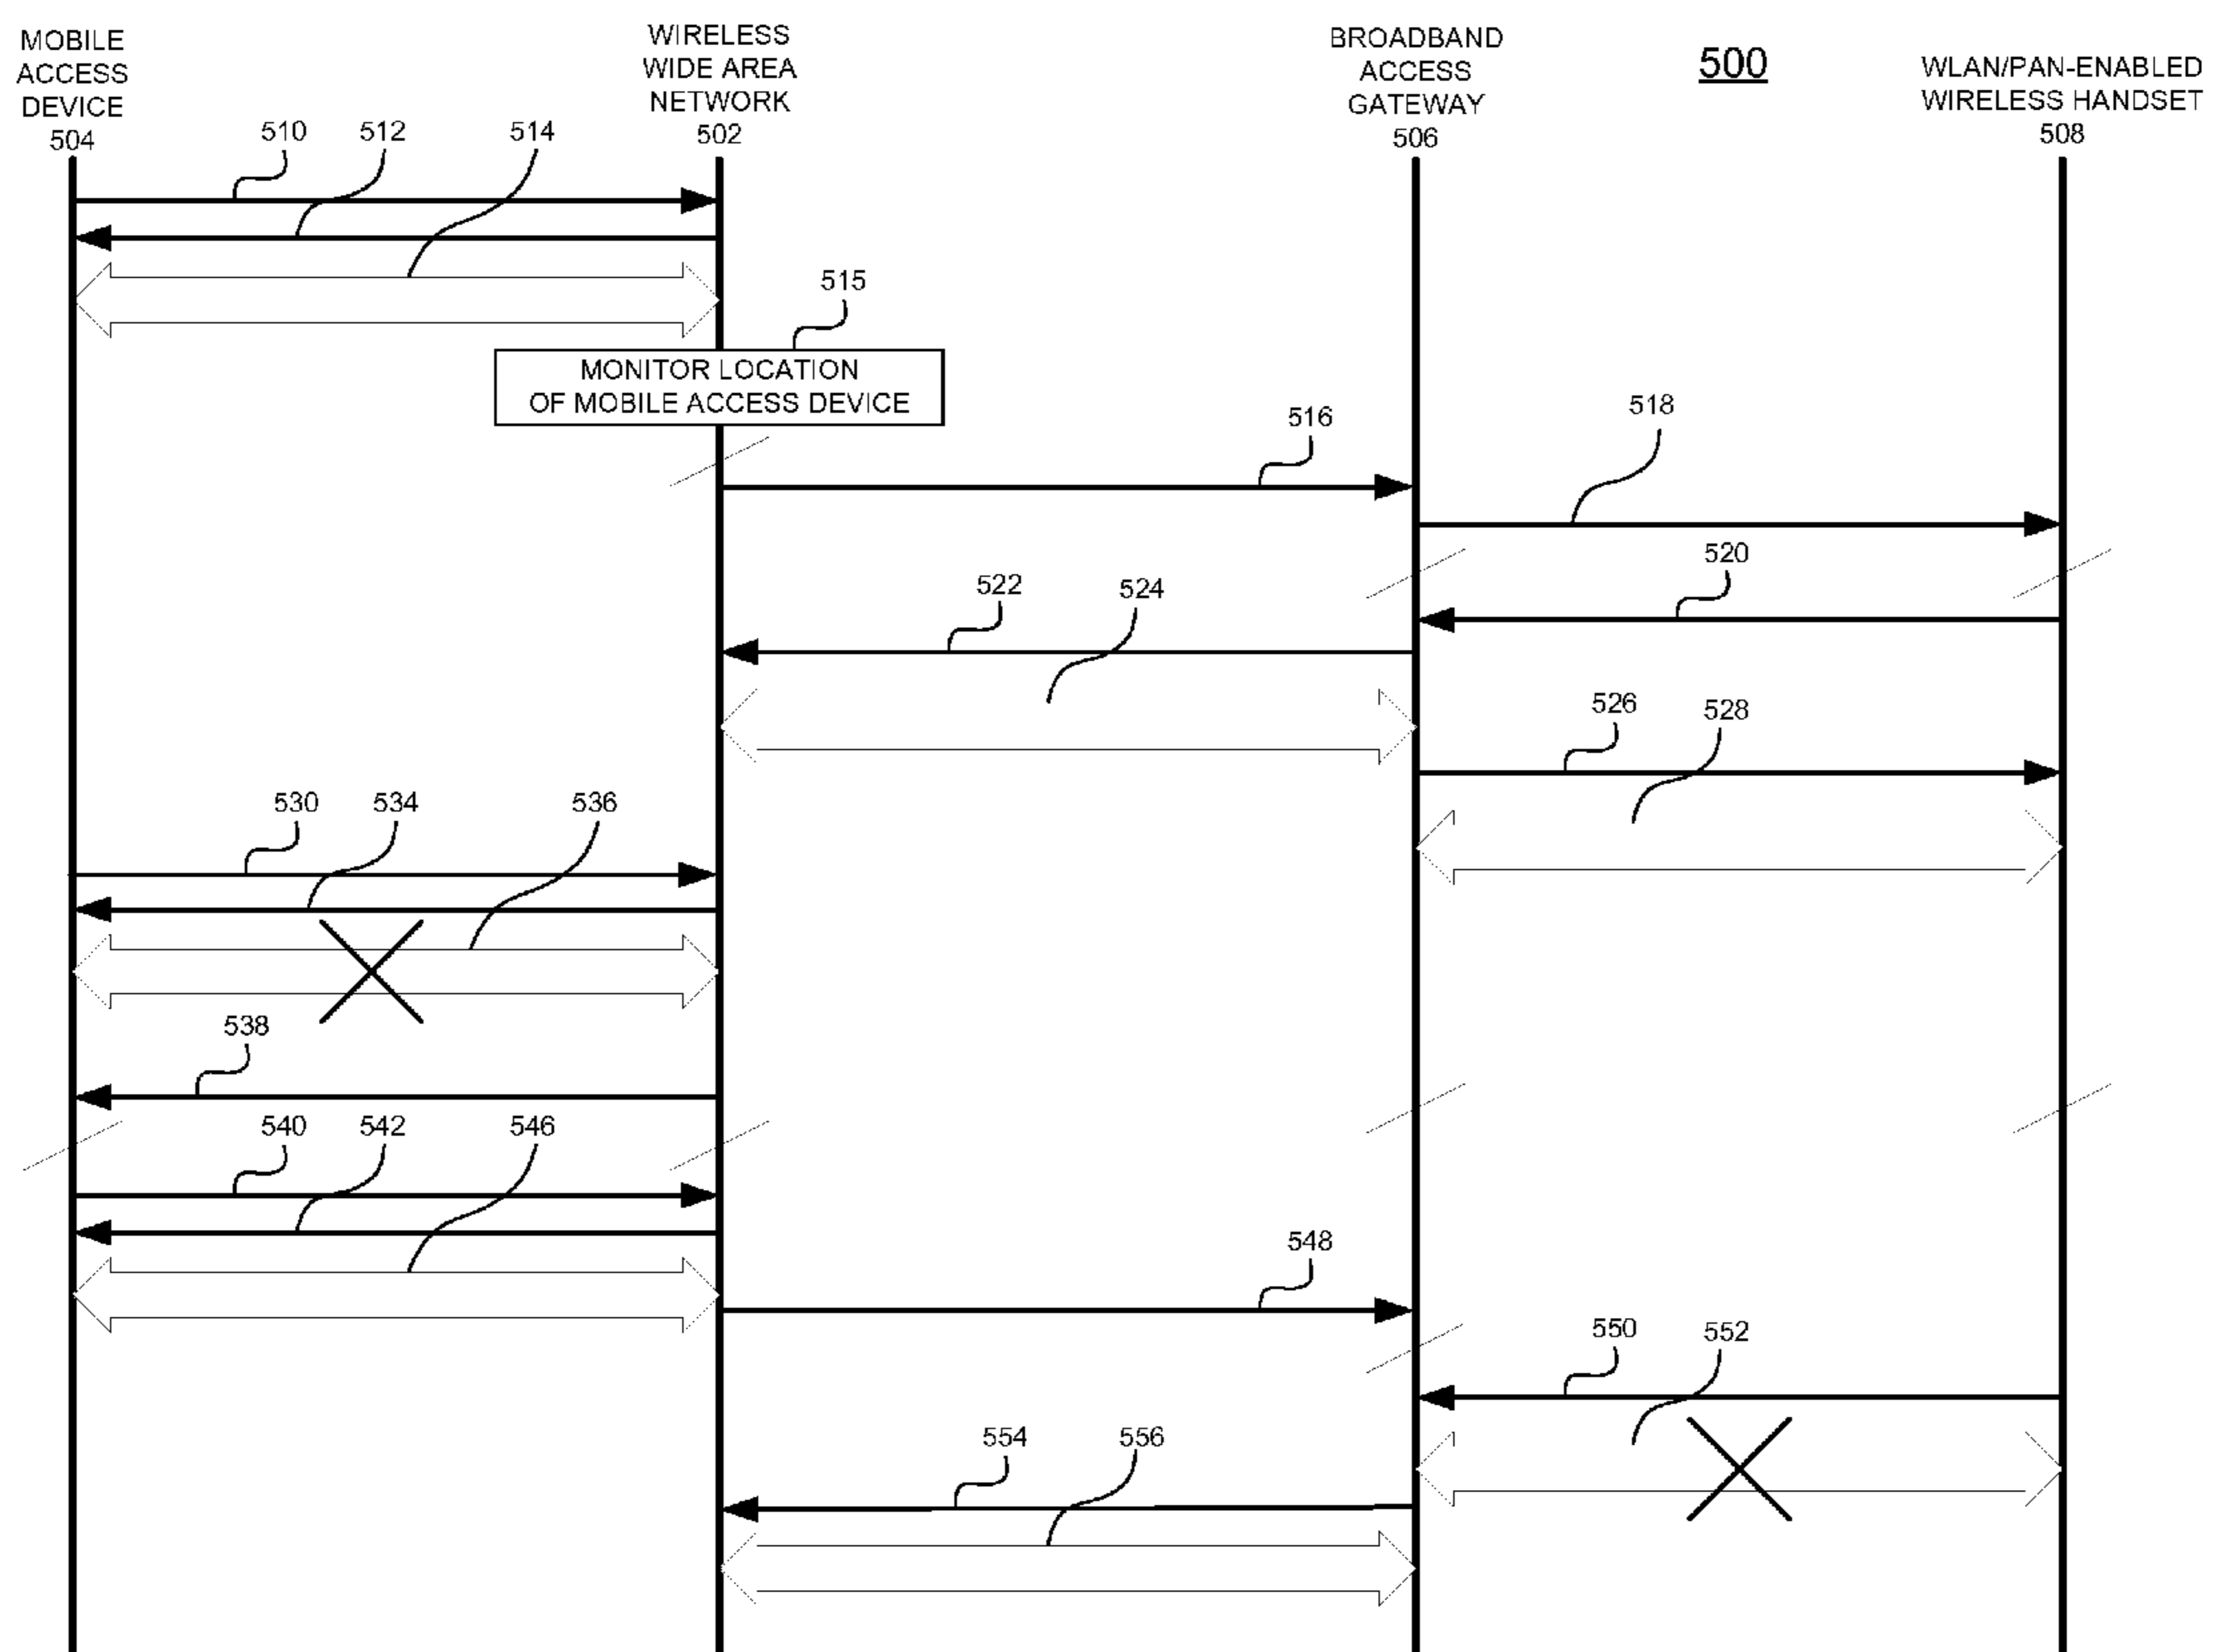 MOBILE
ACCESS
DEVICE
504
WIRELESS
WIDE AREA
NETWORK
502
BROADBAND
ACCESS
GATEWAY
506
500
WLAN/PAN-ENABLED
WIRELESS HANDSET
508
510
512
514
515
MONITOR LOCATION
OF MOBILE ACCESS DEVICE
516
518
520
522
524
526
528
530
534
536
538
540
542
546
548
550
552
554
556